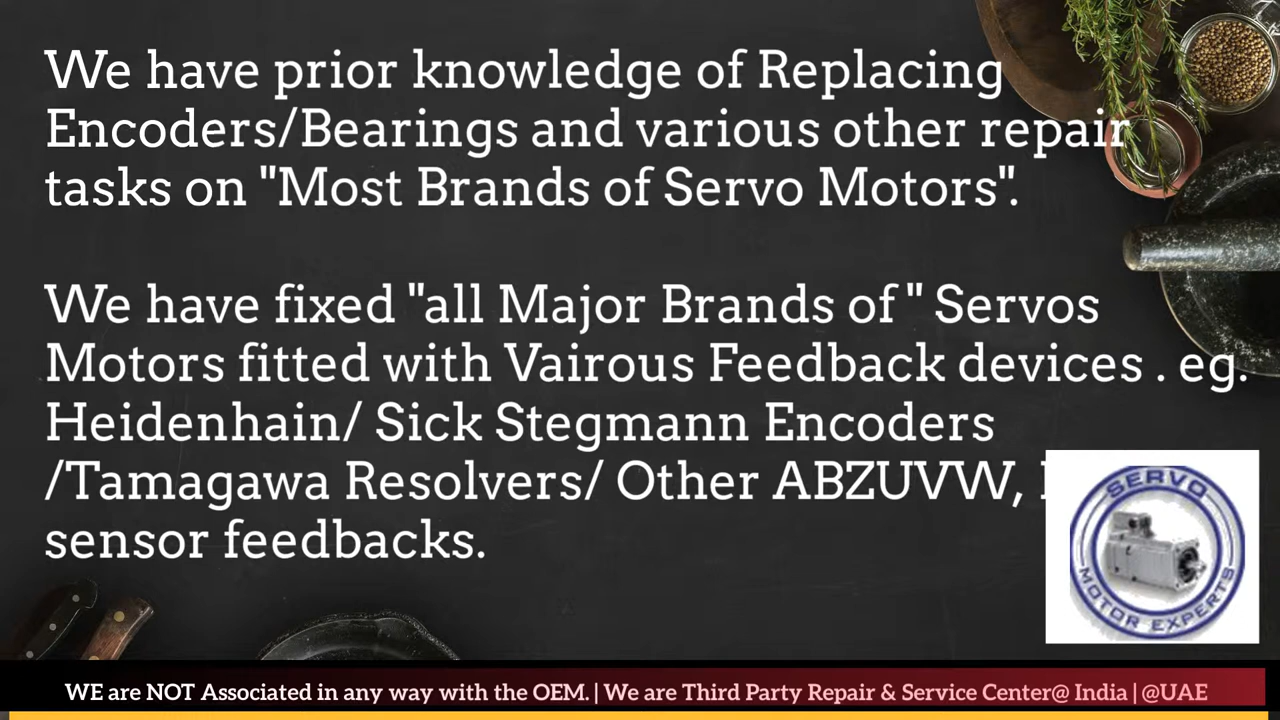 We have prior knowledge of Replacing
Encoders/Bearings and various other repair
tasks on "Most Brands of Servo Motors".
We have fixed "all Major Brands of " Servos
Motors fitted with Vairous Feedback devices . eg.
Heidenhain/ Sick Stegmann Encoders
/Tamagawa Resolvers/ Other ABZUVW,
sensor feedbacks.
SERVO
MOTOR EXPERTS
WE are NOT Associated in any way with the OEM. | We are Third Party Repair & Service Center@ India | @UAE